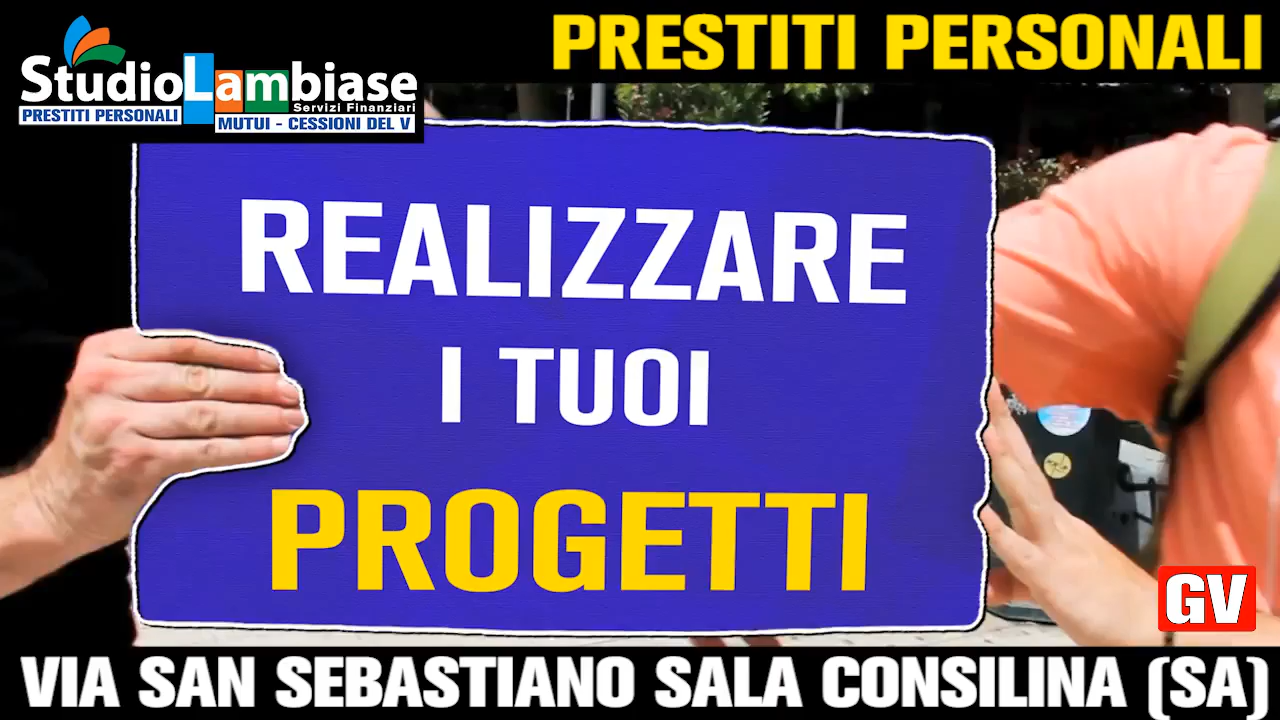 PRESTITI PERSONALI
StudioLambiase
Servizi Finanziari
PRESTITI PERSONALI
MUTUI - CESSIONI DEL V
REALIZZARE
I TUOI
PROGETTI
GV
VIA SAN SEBASTIANO SALA CONSILINA (SA)